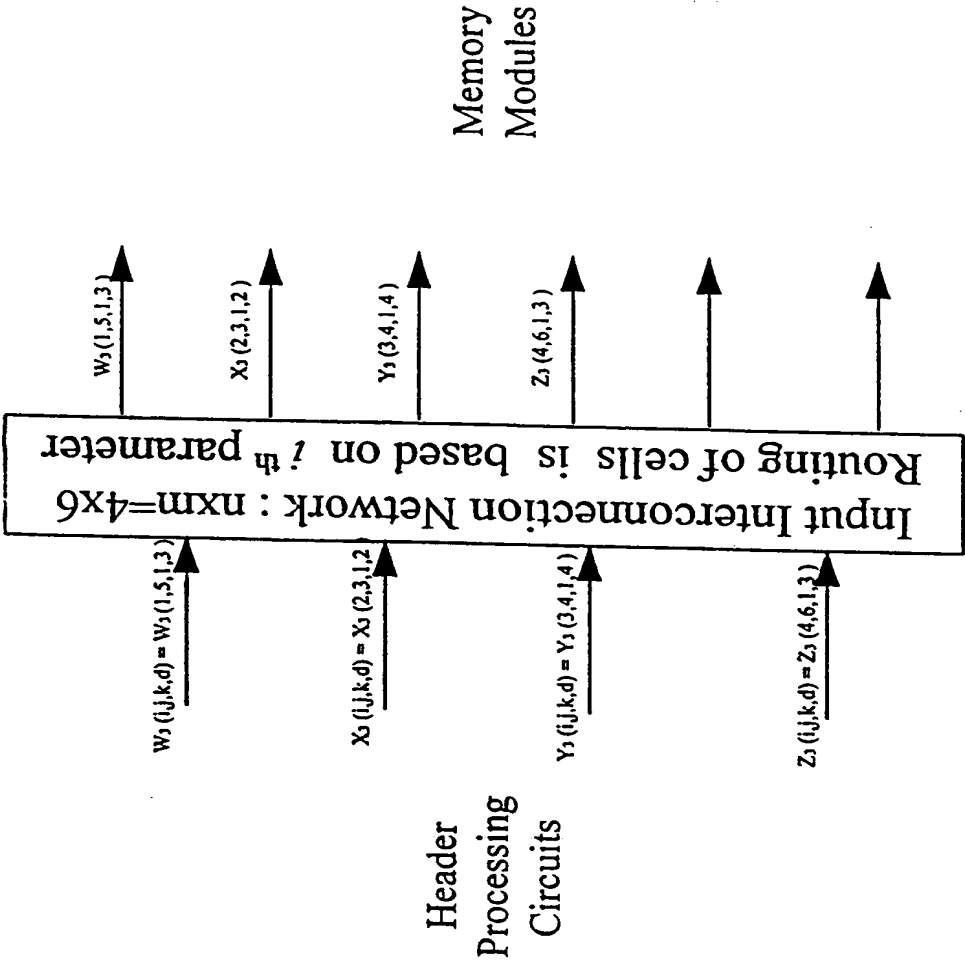 Header
Processing
Circuits
W₃ (i,j,k,d) = W₃ (1,5,1,3)
X₃ (i,j,k,d) = X₃ (2,3,1,2)
Y₃ (i,j,k,d) = Y₃ (3,4,1,4)
Z₃ (i,j,k,d) = Z₃ (4,6,1,3)
Input Interconnection Network : nxm=4x6
Routing of cells is based on i th parameter
W₃ (1,5,1,3)
X₃ (2,3,1,2)
Y₃ (3,4,1,4)
Z₃ (4,6,1,3)
Memory
Modules